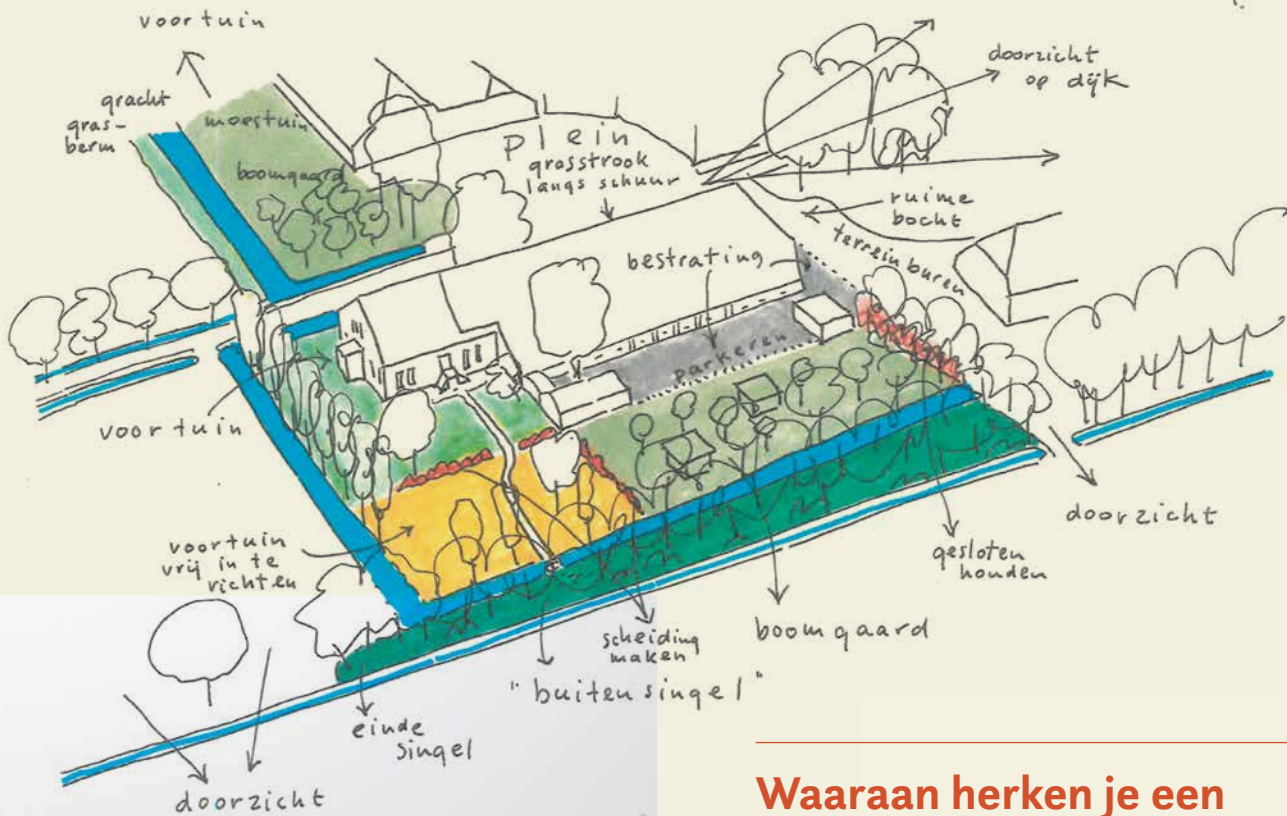 voortuin
gracht
gras-
berm
moestuin
boomgaard
plein
grasstrook
langs schuur
doorzicht
op dijk
ruime
bocht
terrein buren
bestrating
parkeren
voortuin
voortuin
vrij in te
richten
doorzicht
gesloten
houden
boomgaard
scheiding
maken
"buitensingel"
einde
singel
doorzicht
Waaraan herken je een